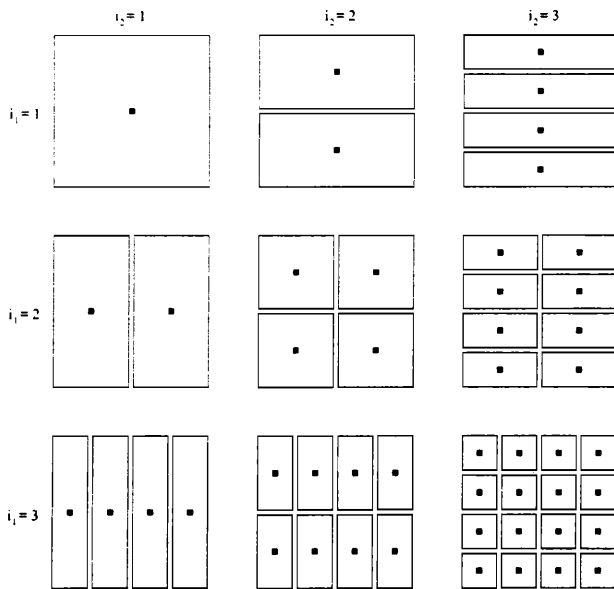 i₂ = 1 i₂ = 2 i₂ = 3
i₁ = 1
i₁ = 2
i₁ = 3